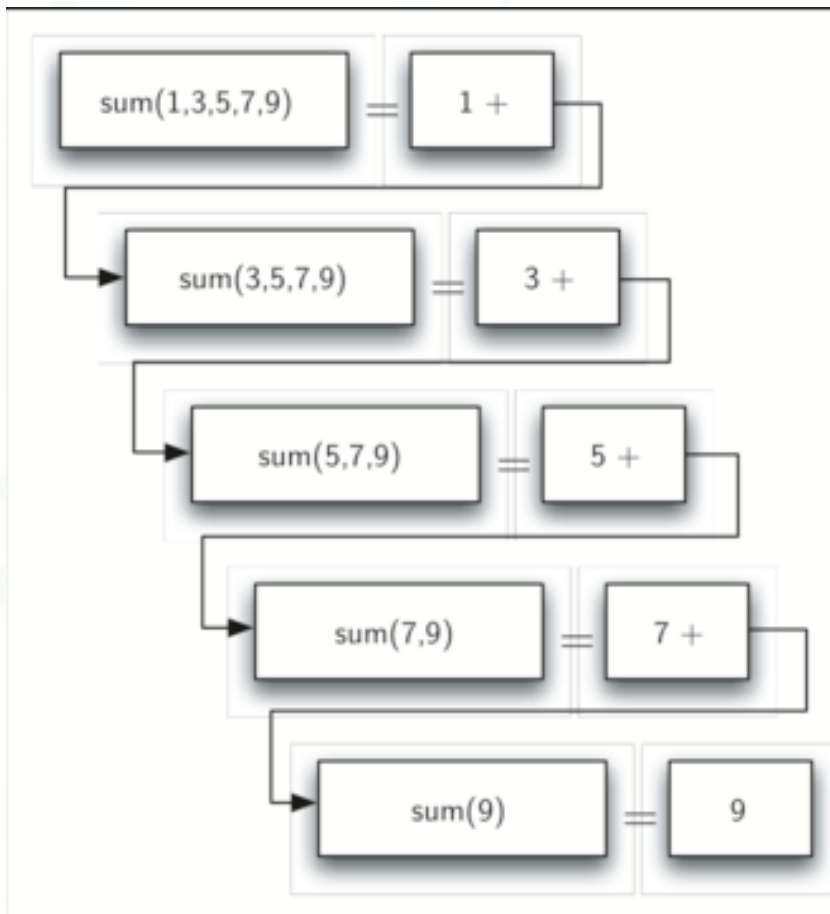 sum(1,3,5,7,9) = 1 +
sum(3,5,7,9) = 3 +
sum(5,7,9) = 5 +
sum(7,9) = 7 +
sum(9) = 9